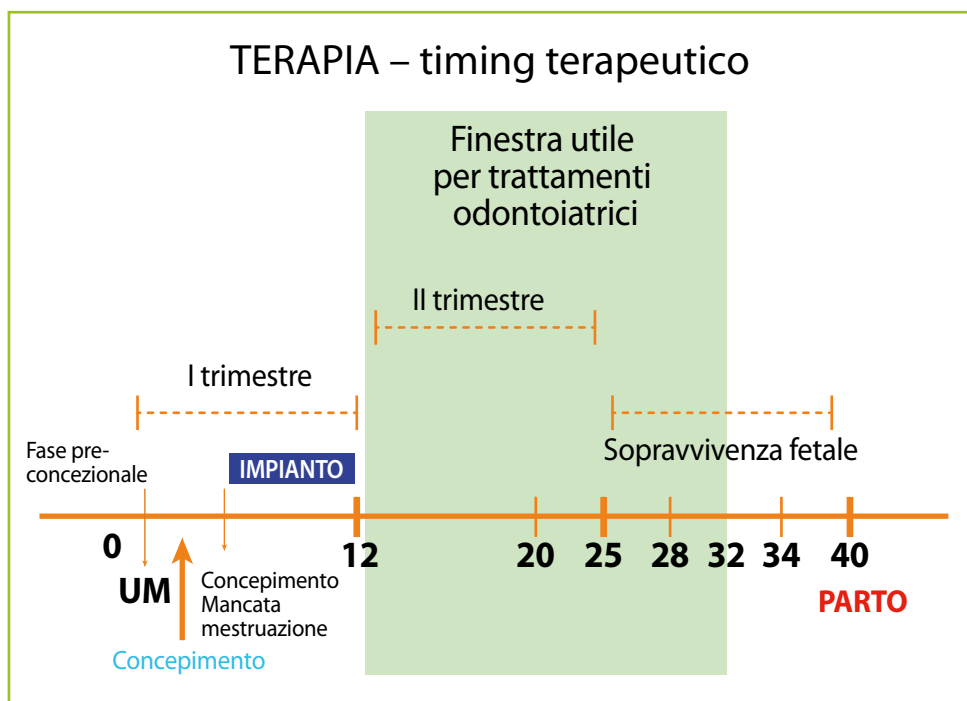 TERAPIA – timing terapeutico
Finestra utile
per trattamenti
odontoiatrici
II trimestre
I trimestre
Fase pre-
concezionale
IMPIANTO
Sopravvivenza fetale
0
12
20
25
28
32
34
40
UM
Concepimento
Mancata
mestruazione
PARTO
Concepimento